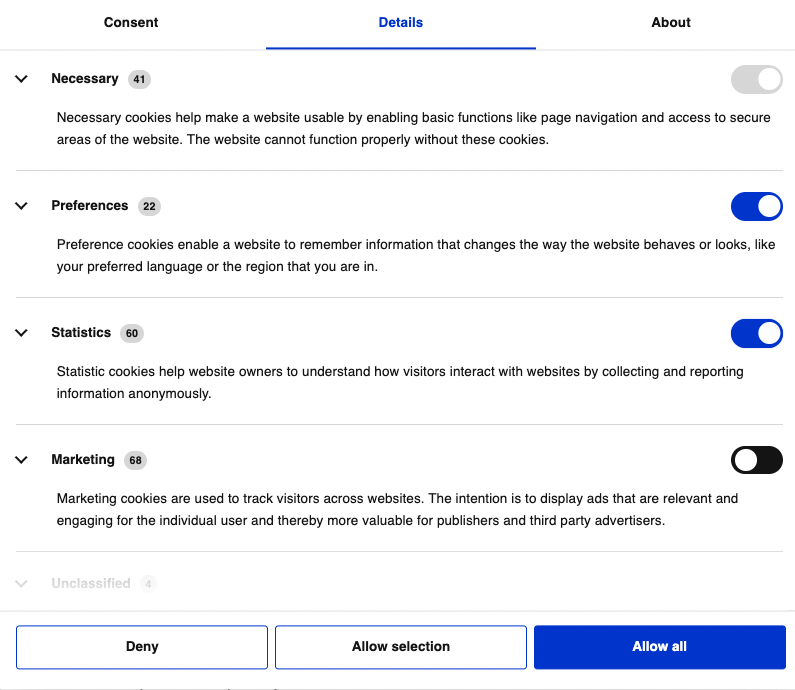 Consent Details About
Necessary 41
Necessary cookies help make a website usable by enabling basic functions like page navigation and access to secure
areas of the website. The website cannot function properly without these cookies.
Preferences 22
Preference cookies enable a website to remember information that changes the way the website behaves or looks, like
your preferred language or the region that you are in.
Statistics 60
Statistic cookies help website owners to understand how visitors interact with websites by collecting and reporting
information anonymously.
Marketing 68
Marketing cookies are used to track visitors across websites. The intention is to display ads that are relevant and
engaging for the individual user and thereby more valuable for publishers and third party advertisers.
Unclassified 4
Deny Allow selection Allow all